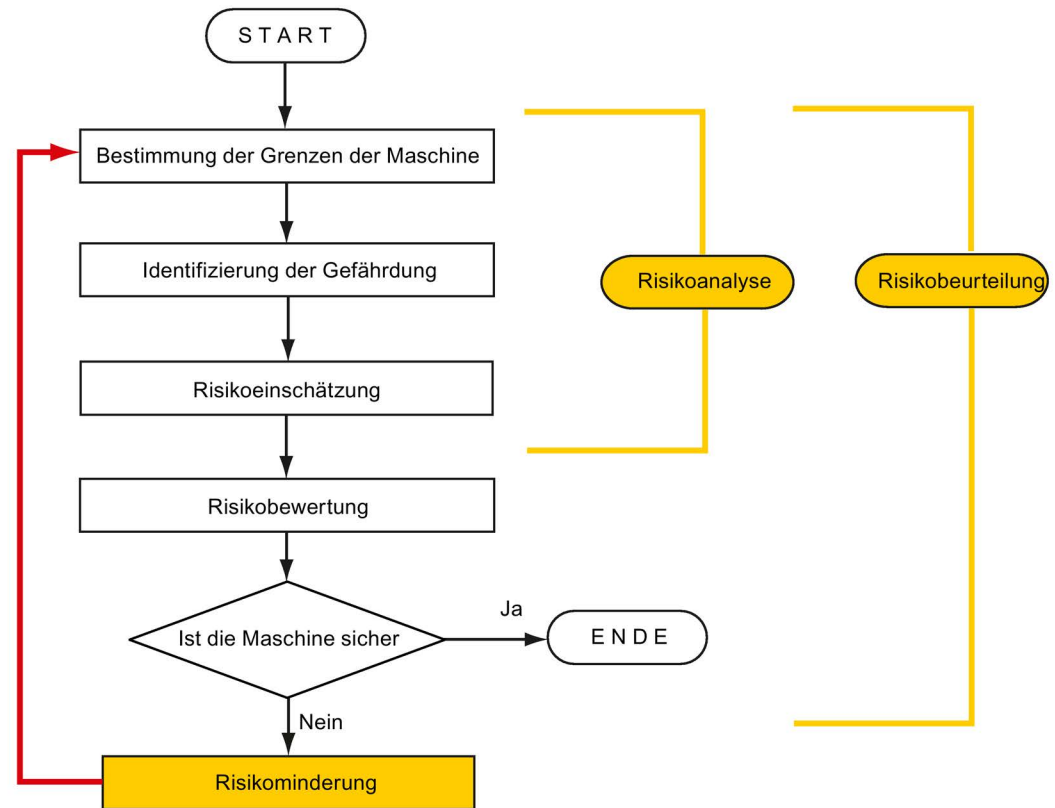 START
Bestimmung der Grenzen der Maschine
Identifizierung der Gefährdung
Risikoanalyse
Risikobeurteilung
Risikoeinschätzung
Risikobewertung
Ist die Maschine sicher
Ja
ENDE
Nein
Risikominderung